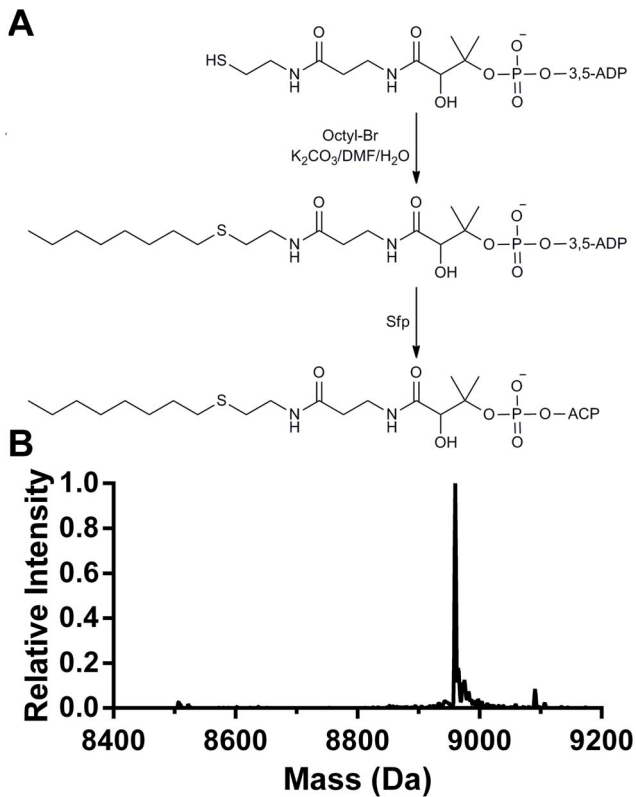 A
HS
O
N
H
O
N
H
OH
O
O⁻
P
O
O
3,5-ADP
Octyl-Br
K₂CO₃/DMF/H₂O
S
O
N
H
O
N
H
OH
O
O⁻
P
O
O
3,5-ADP
Sfp
S
O
N
H
O
N
H
OH
O
O⁻
P
O
O
ACP
B
Relative Intensity
1.0
0.8
0.6
0.4
0.2
0.0
8400 8600 8800 9000 9200
Mass (Da)